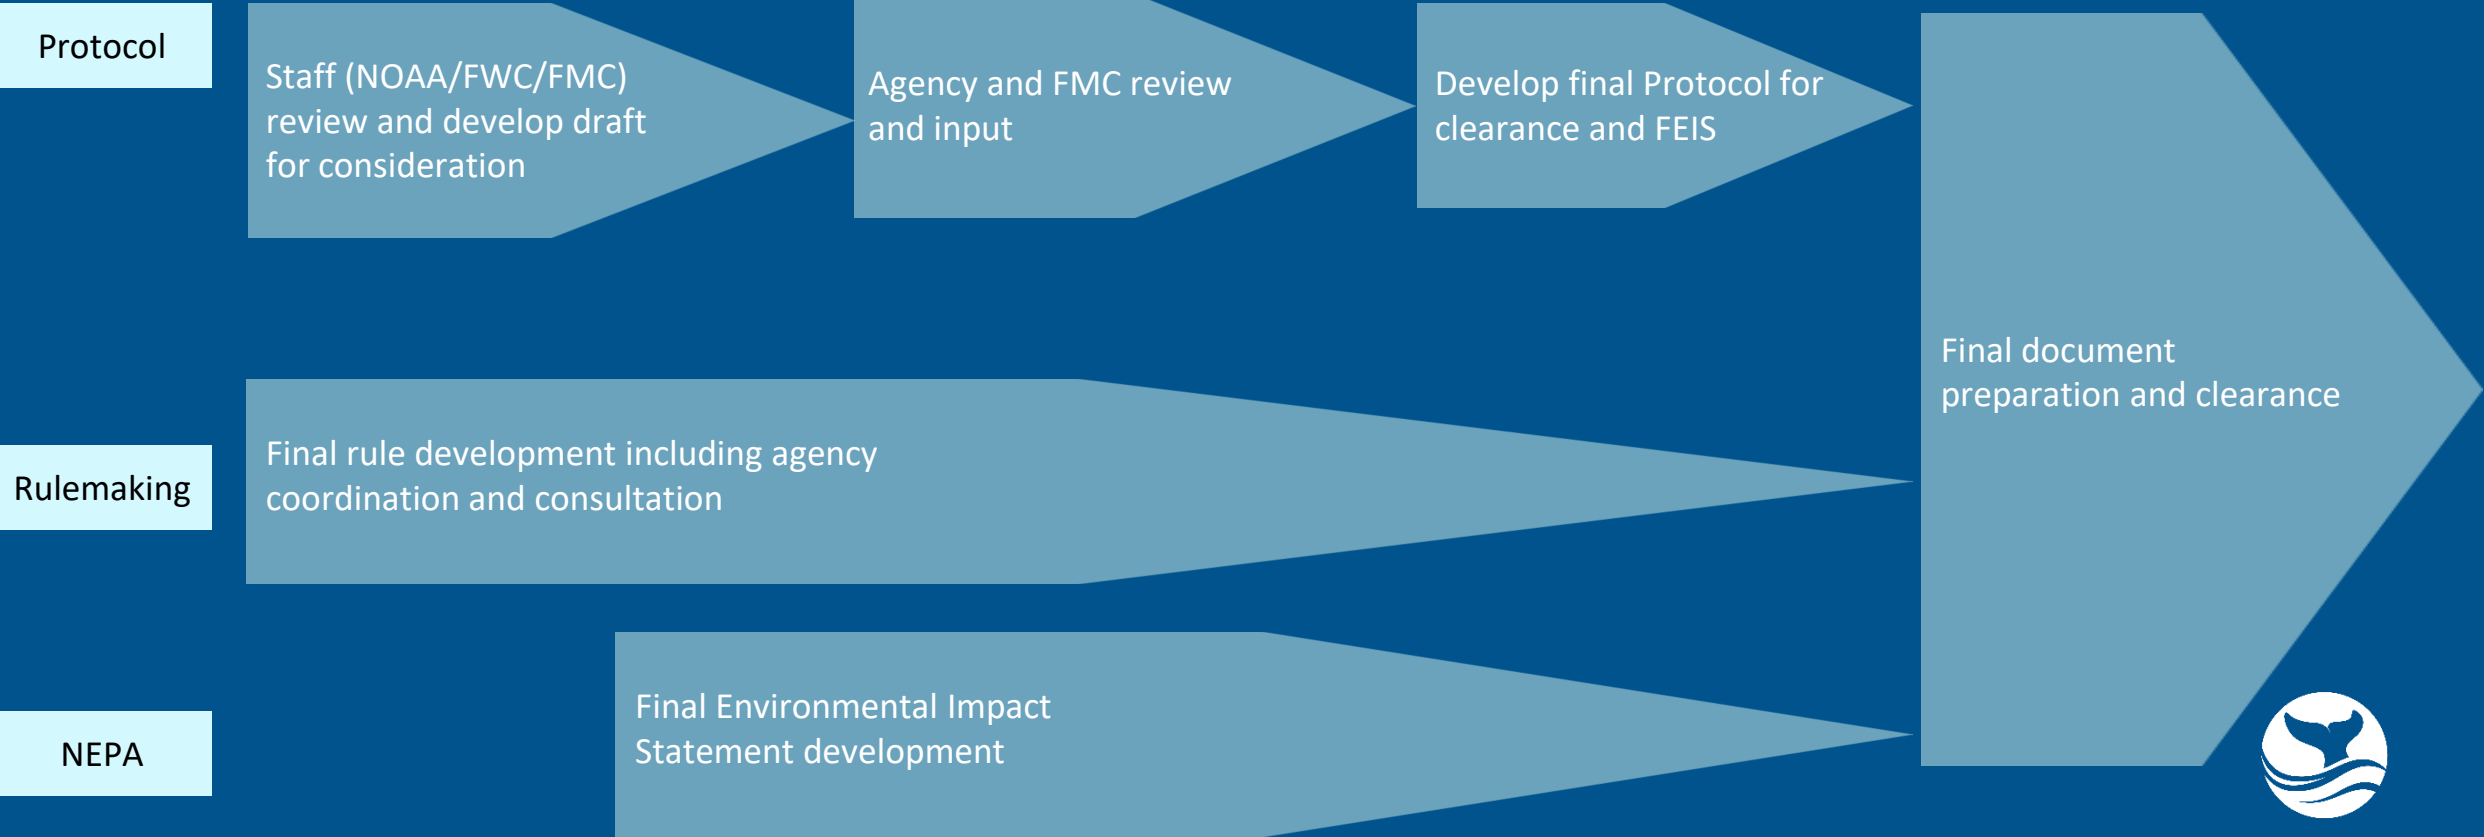 Protocol
Staff (NOAA/FWC/FMC)
review and develop draft
for consideration
Agency and FMC review
and input
Develop final Protocol for
clearance and FEIS
Final document
preparation and clearance
Rulemaking
Final rule development including agency
coordination and consultation
NEPA
Final Environmental Impact
Statement development